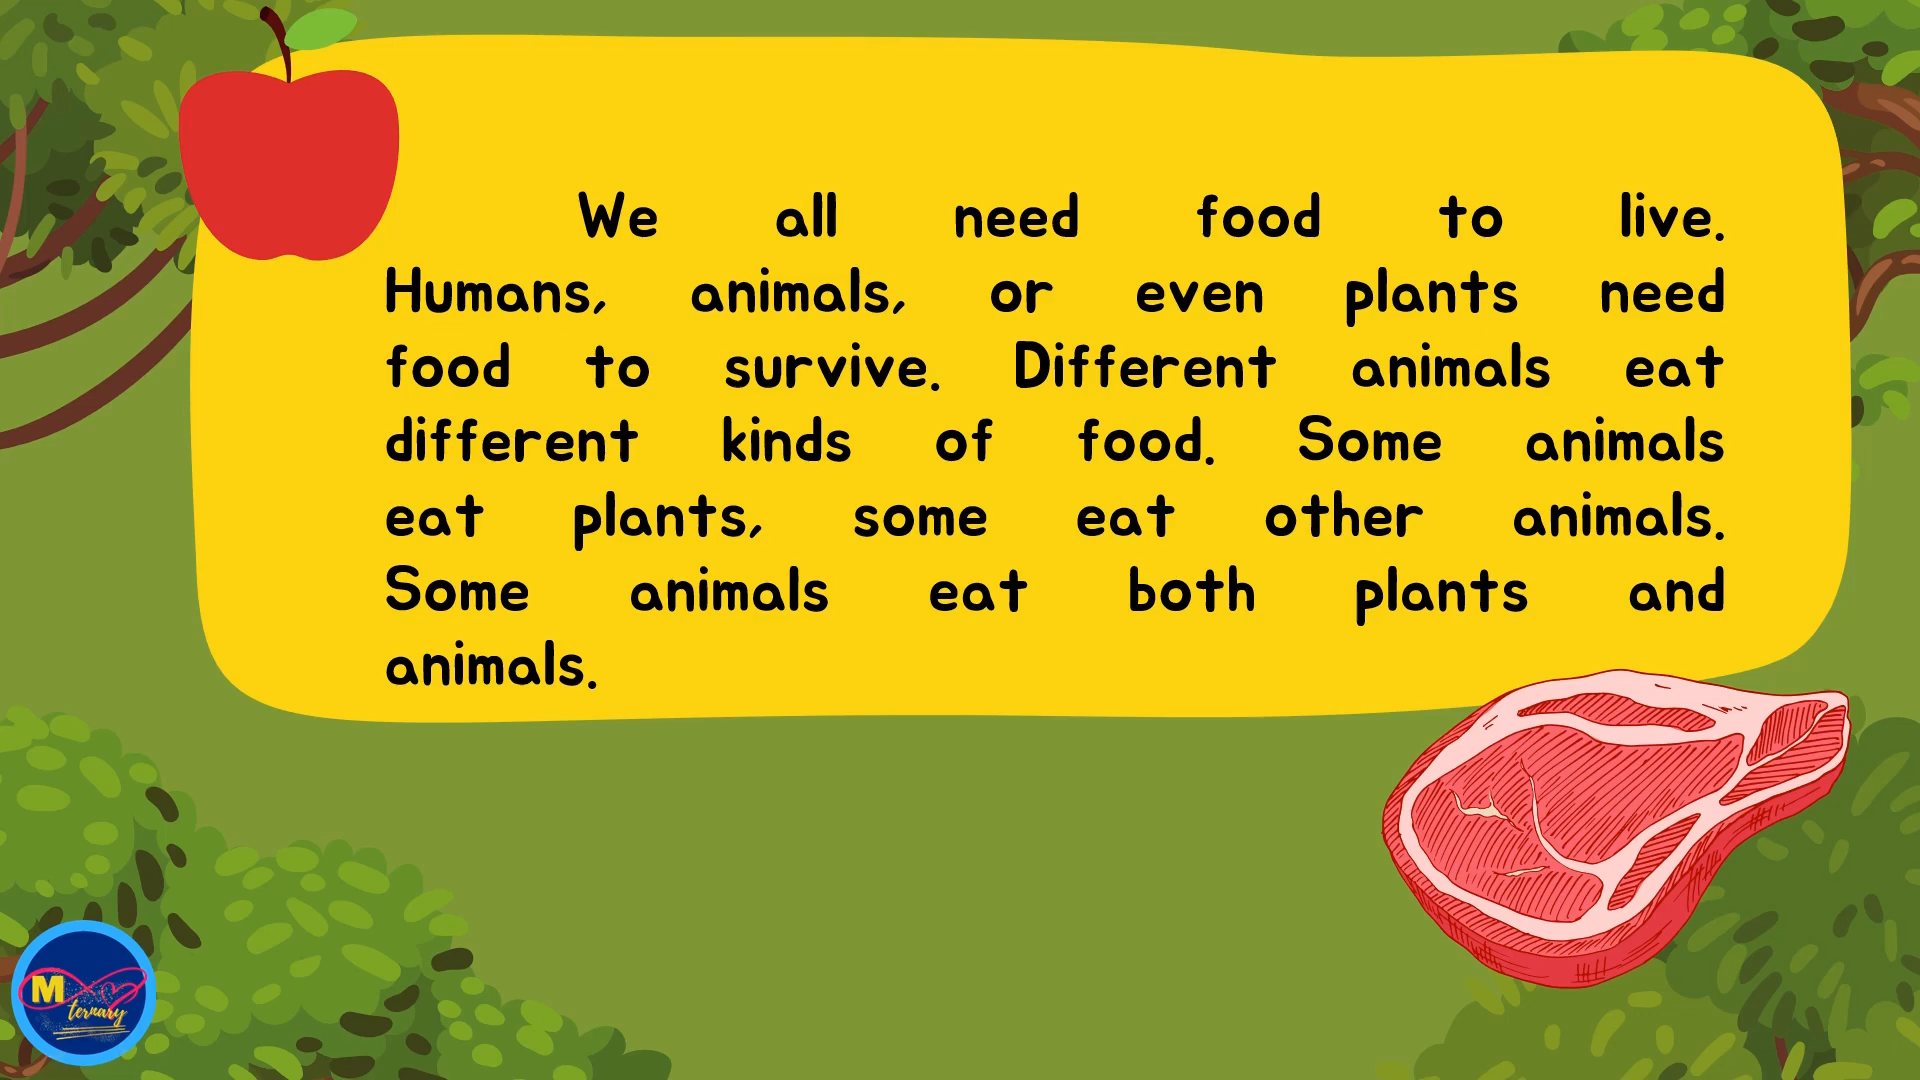 We all need food to live.
Humans, animals, or even plants need
food to survive. Different animals eat
different kinds of food. Some animals
eat plants, some eat other animals.
Some animals eat both plants and
animals.
M
ternary